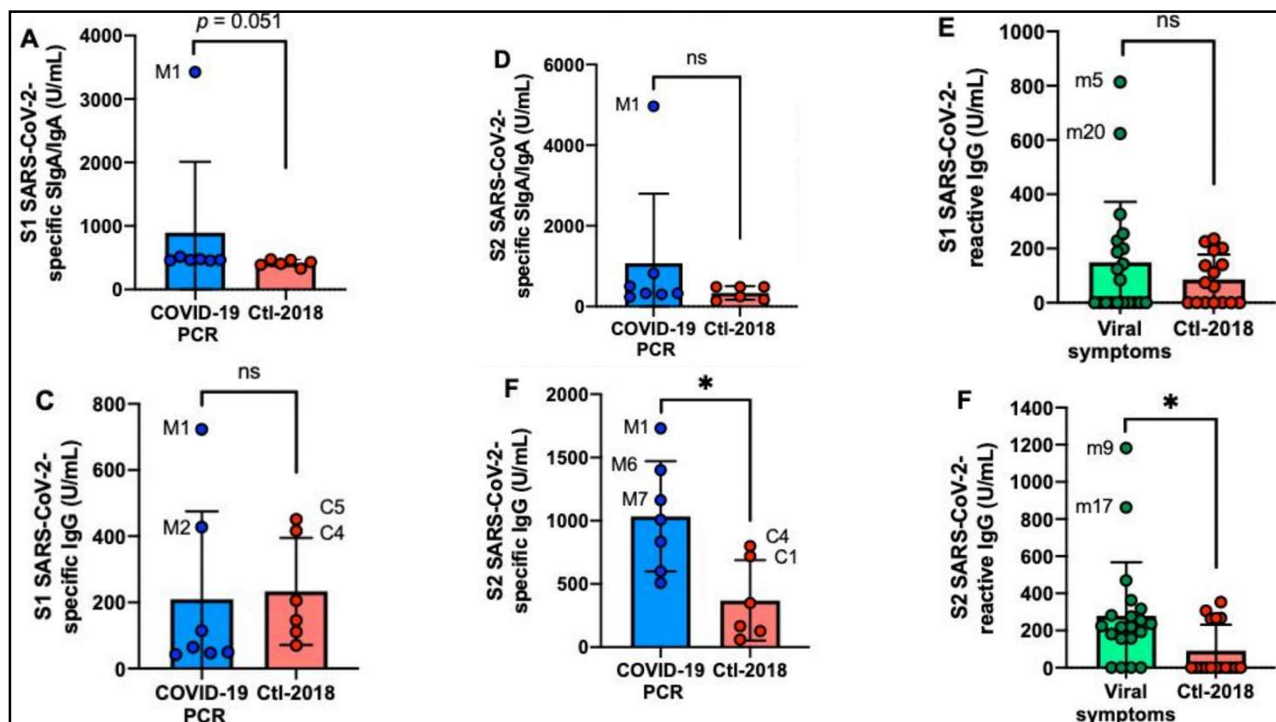 A
p = 0.051
S1 SARS-CoV-2-
specific SIgA/IgA (U/mL)
4000
3000
2000
1000
0
M1
COVID-19
PCR
Ctl-2018
D
ns
S2 SARS-CoV-2-
specific SIgA/IgA (U/mL)
6000
4000
2000
0
M1
COVID-19
PCR
Ctl-2018
E
ns
S1 SARS-CoV-2-
reactive IgG (U/mL)
1000
800
600
400
200
0
m5
m20
Viral
symptoms
Ctl-2018
C
ns
S1 SARS-CoV-2-
specific IgG (U/mL)
800
600
400
200
0
M1
M2
C5
C4
COVID-19
PCR
Ctl-2018
F
*
S2 SARS-CoV-2-
specific IgG (U/mL)
2000
1500
1000
500
0
M1
M6
M7
C4
C1
COVID-19
PCR
Ctl-2018
F
*
S2 SARS-CoV-2-
reactive IgG (U/mL)
1400
1200
1000
800
600
400
200
0
m9
m17
Viral
symptoms
Ctl-2018